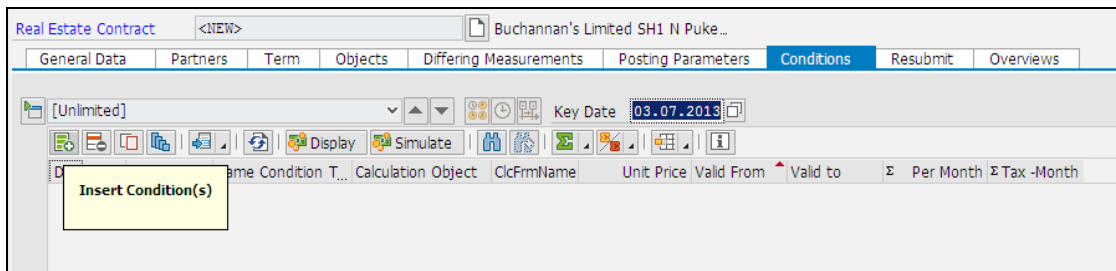 Real Estate Contract <NEW> Buchannan's Limited SH1 N Puke...
General Data Partners Term Objects Differing Measurements Posting Parameters Conditions Resubmit Overviews
[Unlimited] Key Date 03.07.2013
Display Simulate
D ame Condition T... Calculation Object ClcFrmName Unit Price Valid From Valid to Σ Per Month Σ Tax -Month
Insert Condition(s)